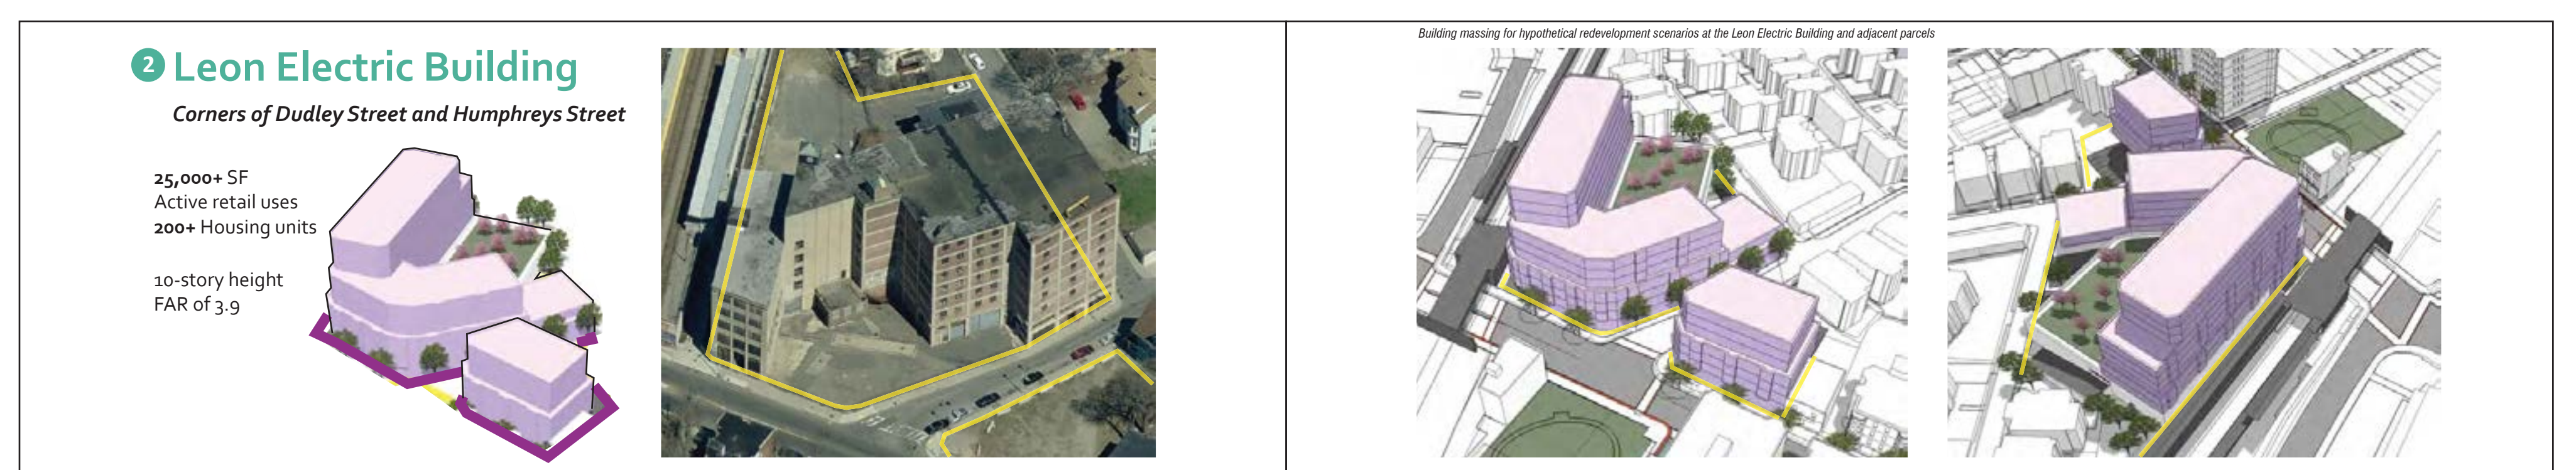 2 Leon Electric Building
Corners of Dudley Street and Humphreys Street
25,000+ SF
Active retail uses
200+ Housing units
10-story height
FAR of 3.9
Building massing for hypothetical redevelopment scenarios at the Leon Electric Building and adjacent parcels